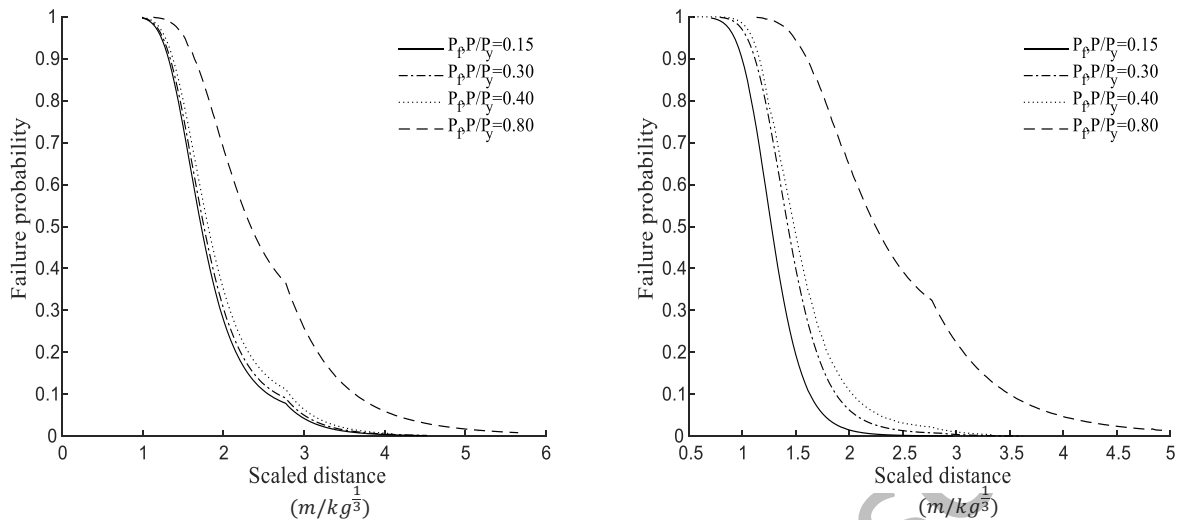 1
0.9
0.8
0.7
0.6
0.5
0.4
0.3
0.2
0.1
0
Failure probability
0 1 2 3 4 5 6
Scaled distance
(m/kg^{1/3})
P_f,P/P_y=0.15
P_f,P/P_y=0.30
P_f,P/P_y=0.40
P_f,P/P_y=0.80
1
0.9
0.8
0.7
0.6
0.5
0.4
0.3
0.2
0.1
0
Failure probability
0.5 1 1.5 2 2.5 3 3.5 4 4.5 5
Scaled distance
(m/kg^{1/3})
P_f,P/P_y=0.15
P_f,P/P_y=0.30
P_f,P/P_y=0.40
P_f,P/P_y=0.80